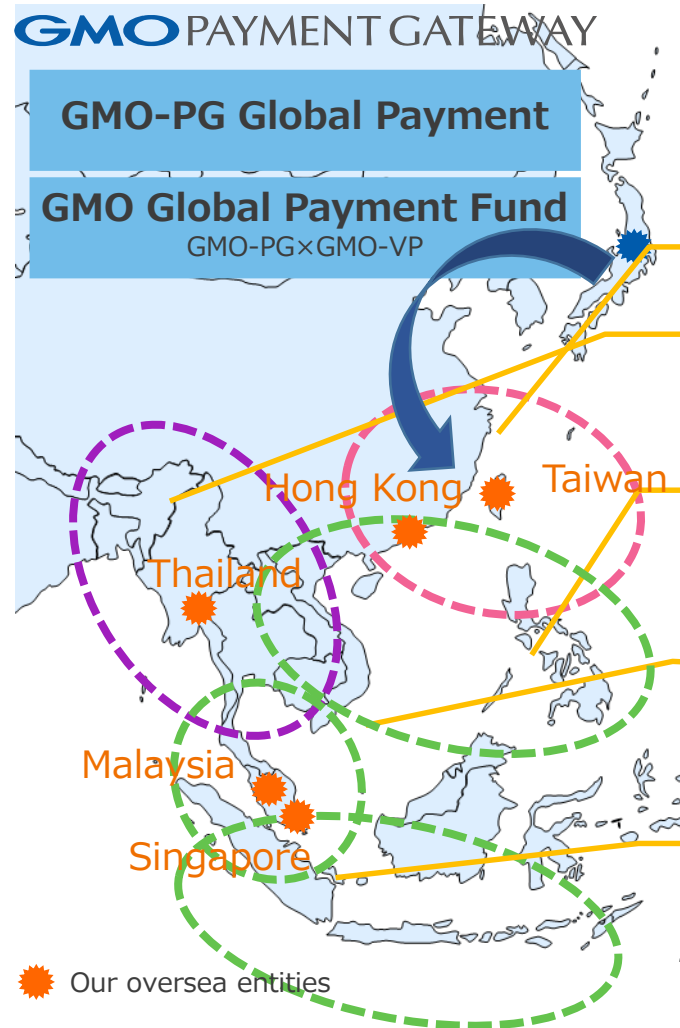 GMO PAYMENT GATEWAY
GMO-PG Global Payment
GMO Global Payment Fund
GMO-PG×GMO-VP
Hong Kong
Taiwan
Thailand
Malaysia
Singapore
Our oversea entities